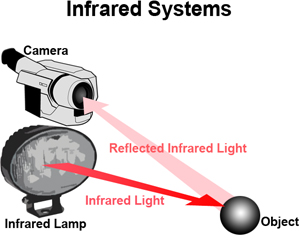 Infrared Systems
Camera
Reflected Infrared Light
Infrared Light
Infrared Lamp
Object